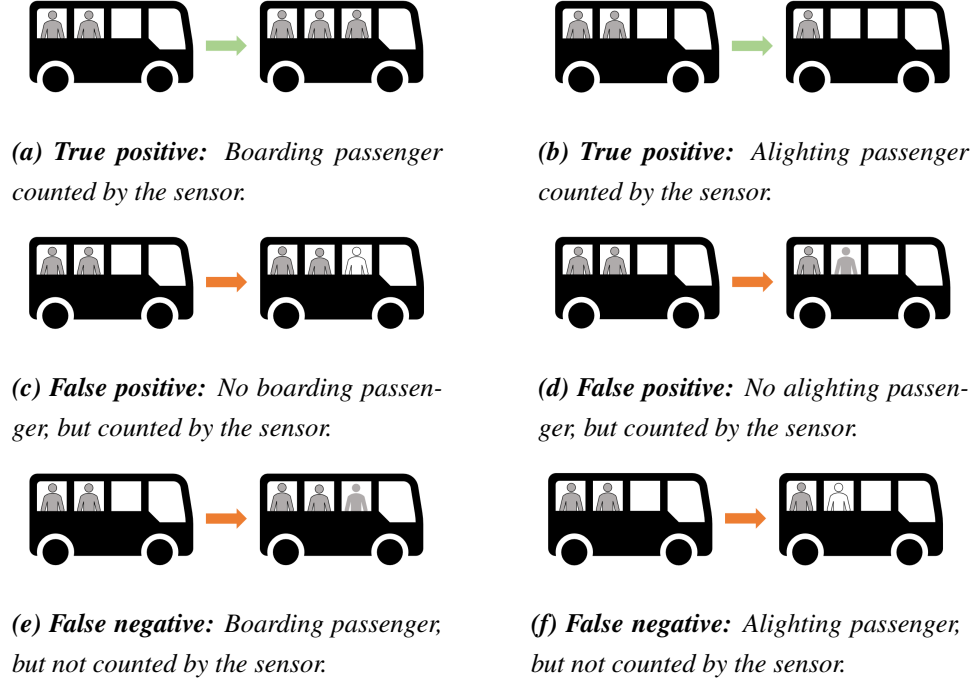 (a) True positive: Boarding passenger
counted by the sensor.
(b) True positive: Alighting passenger
counted by the sensor.
(c) False positive: No boarding passen-
ger, but counted by the sensor.
(d) False positive: No alighting passen-
ger, but counted by the sensor.
(e) False negative: Boarding passenger,
but not counted by the sensor.
(f) False negative: Alighting passenger,
but not counted by the sensor.